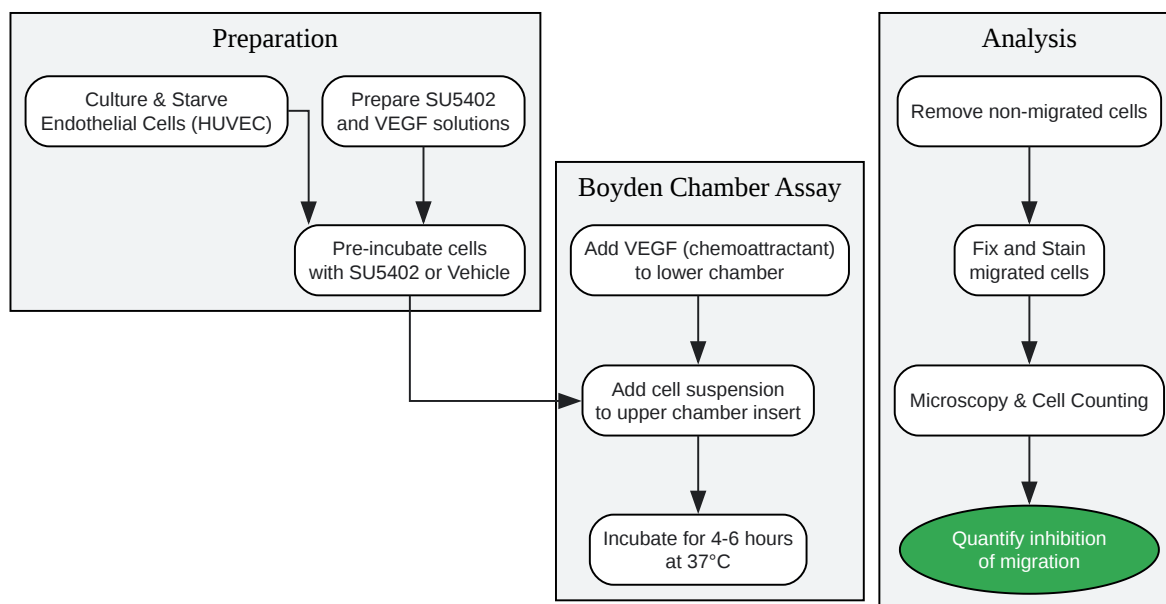 Preparation
Culture & Starve
Endothelial Cells (HUVEC)
Prepare SU5402
and VEGF solutions
Pre-incubate cells
with SU5402 or Vehicle
Boyden Chamber Assay
Add VEGF (chemoattractant)
to lower chamber
Add cell suspension
to upper chamber insert
Incubate for 4-6 hours
at 37°C
Analysis
Remove non-migrated cells
Fix and Stain
migrated cells
Microscopy & Cell Counting
Quantify inhibition
of migration